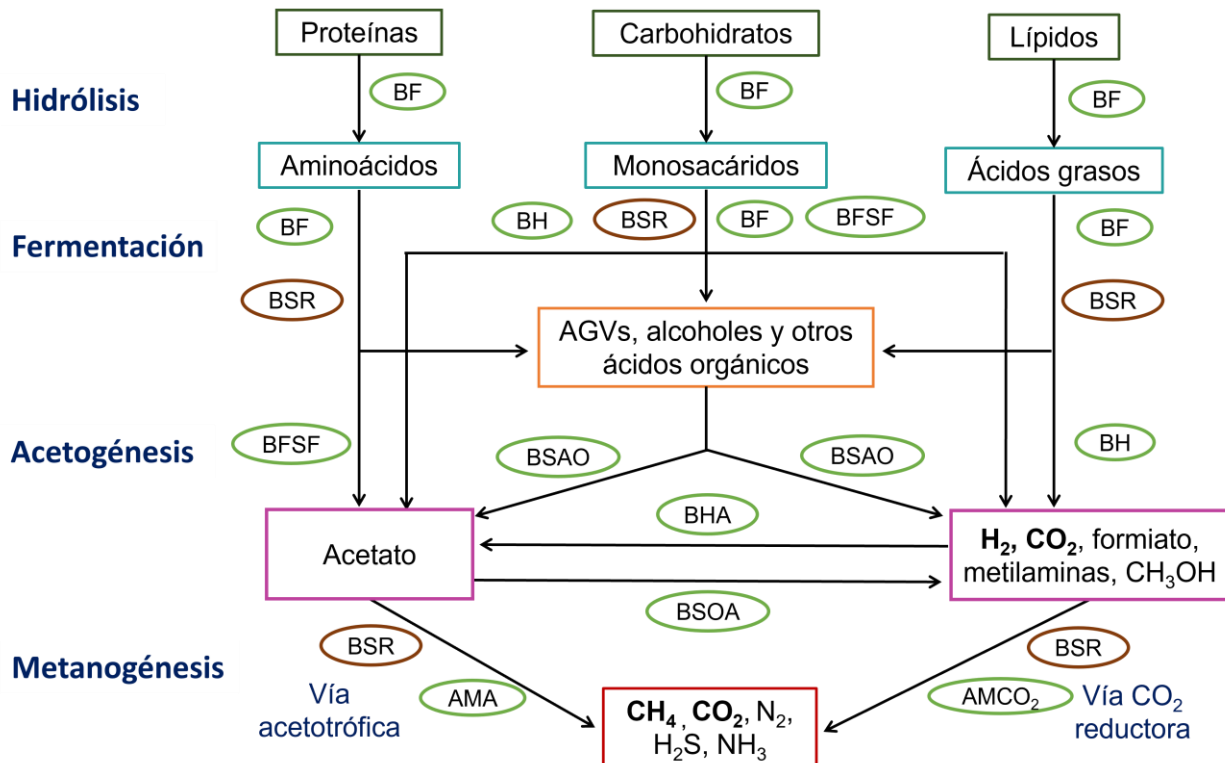 Proteínas
Carbohidratos
Lípidos
Hidrólisis
BF
BF
BF
Aminoácidos
Monosacáridos
Ácidos grasos
Fermentación
BF
BH
BSR
BF
BFSF
BF
BSR
BSR
AGVs, alcoholes y otros
ácidos orgánicos
Acetogénesis
BFSF
BSAO
BSAO
BH
BHA
Acetato
H₂, CO₂, formiato,
metilaminas, CH₃OH
BSOA
Metanogénesis
BSR
BSR
Vía
acetotrófica
AMA
AMCO₂
Vía CO₂
reductora
CH₄, CO₂, N₂,
H₂S, NH₃